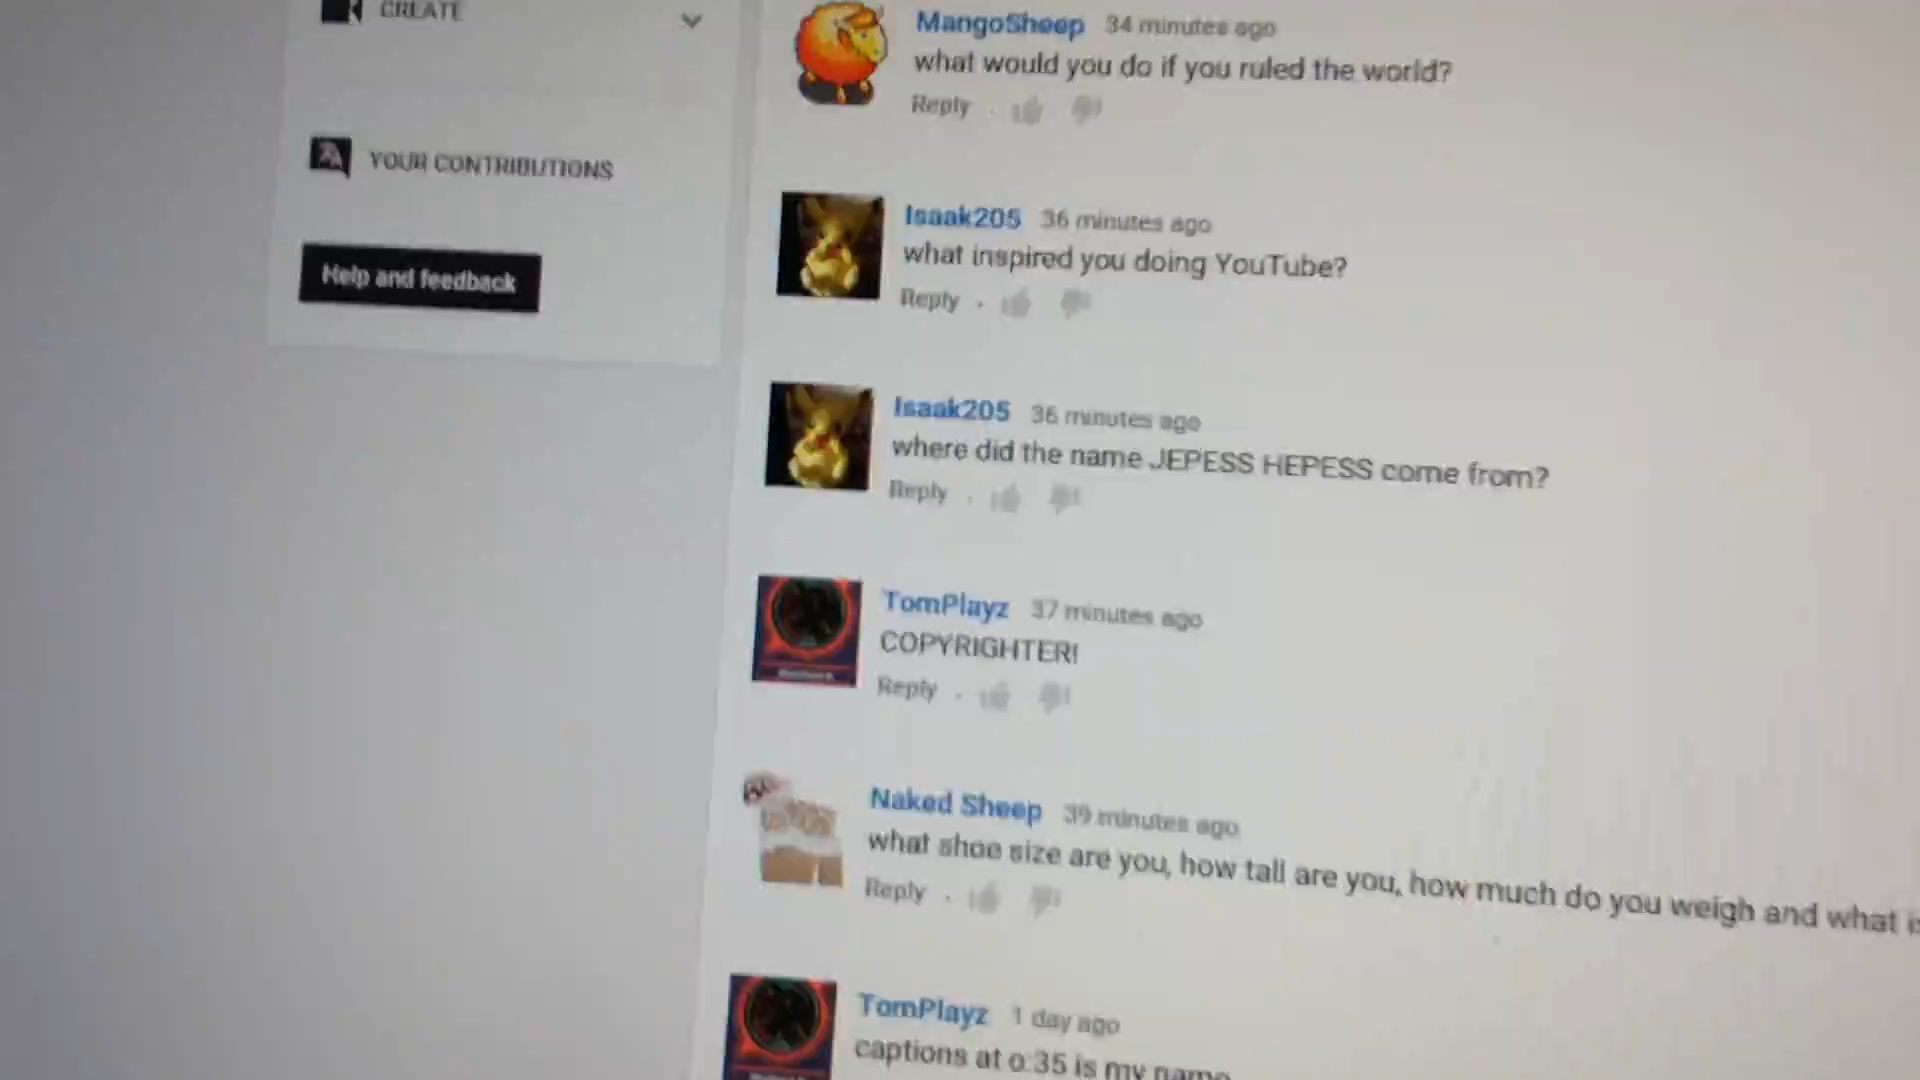 CREATE
YOUR CONTRIBUTIONS
Help and feedback
MangoSheep 34 minutes ago
what would you do if you ruled the world?
Reply
Isaak205 36 minutes ago
what inspired you doing YouTube?
Reply
Isaak205 36 minutes ago
where did the name JEPESS HEPESS come from?
Reply
TomPlayz 37 minutes ago
COPYRIGHTER!
Reply
Naked Sheep 39 minutes ago
what shoe size are you, how tall are you, how much do you weigh and what
Reply
TomPlayz 1 day ago
captions at 0:35 is my name